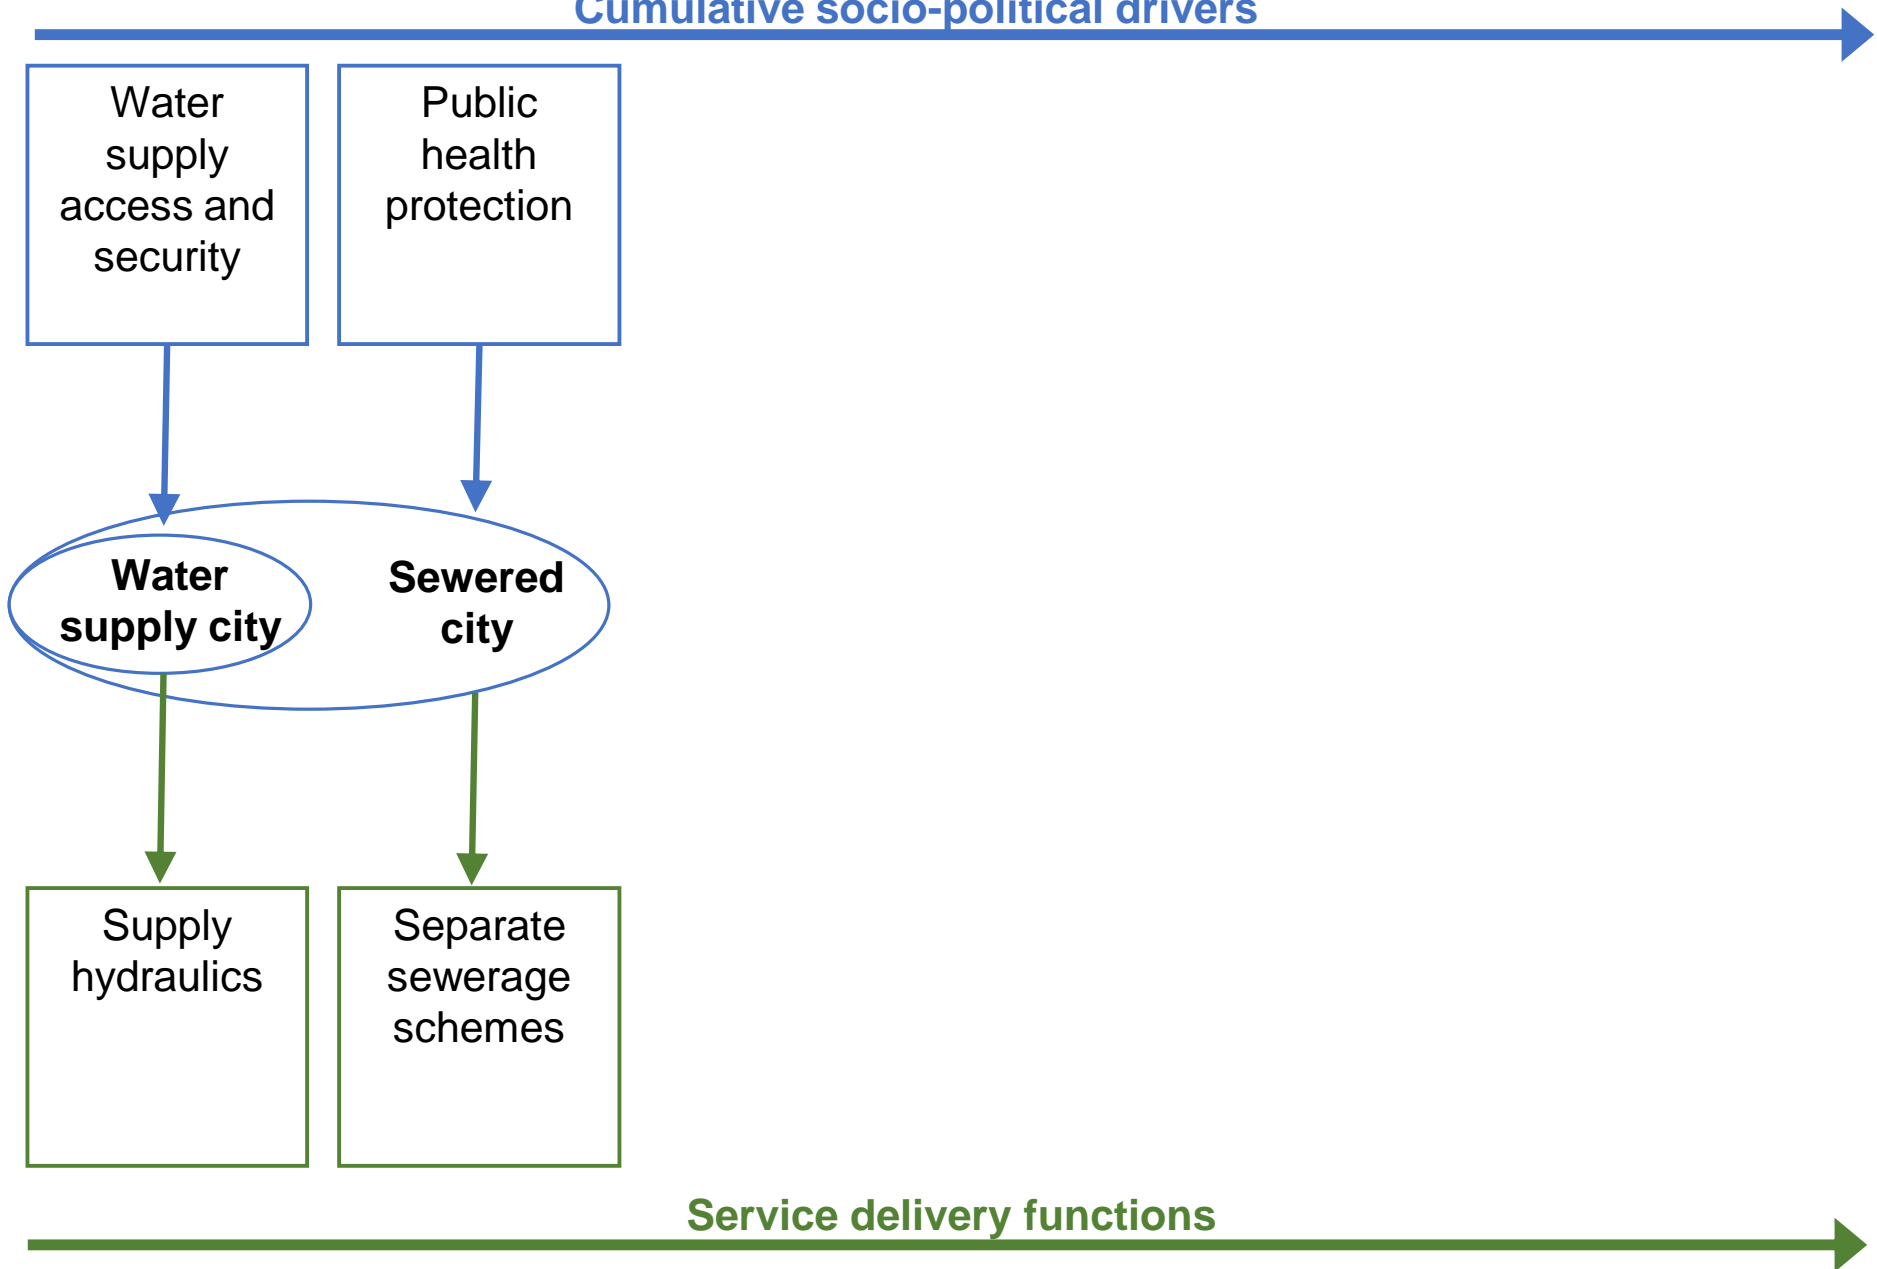 Cumulative socio-political drivers
Water
supply
access and
security
Public
health
protection
Water
supply city
Sewered
city
Supply
hydraulics
Separate
sewerage
schemes
Service delivery functions